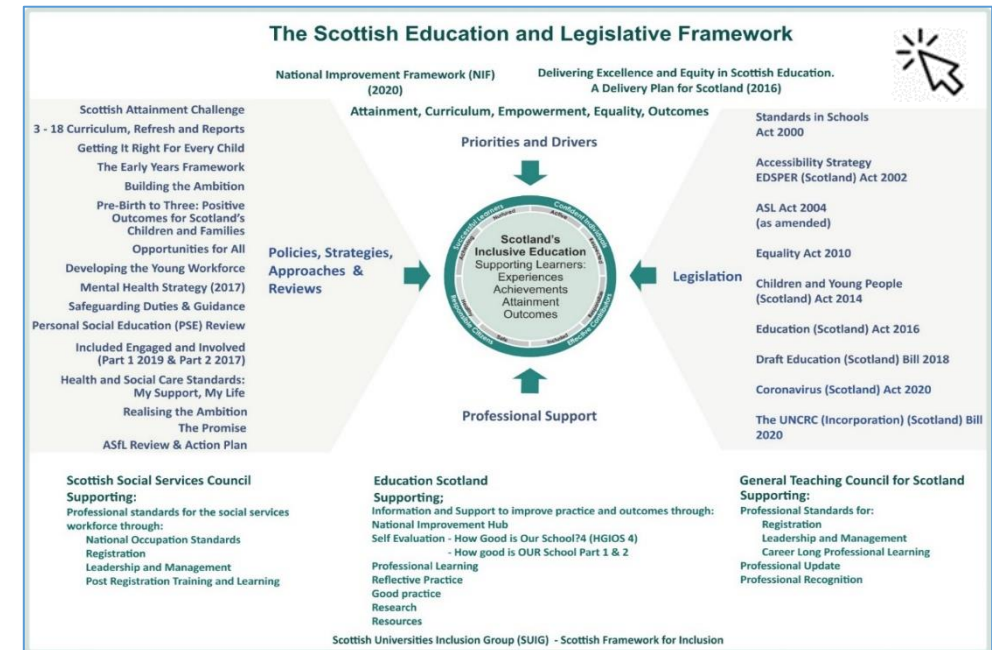 The Scottish Education and Legislative Framework
National Improvement Framework (NIF)
(2020)
Delivering Excellence and Equity in Scottish Education.
A Delivery Plan for Scotland (2016)
Attainment, Curriculum, Empowerment, Equality, Outcomes
Priorities and Drivers
Scottish Attainment Challenge
3 - 18 Curriculum, Refresh and Reports
Getting It Right For Every Child
The Early Years Framework
Building the Ambition
Pre-Birth to Three: Positive
Outcomes for Scotland's
Children and Families
Opportunities for All
Developing the Young Workforce
Mental Health Strategy (2017)
Safeguarding Duties & Guidance
Personal Social Education (PSE) Review
Included Engaged and Involved
(Part 1 2019 & Part 2 2017)
Health and Social Care Standards:
My Support, My Life
Realising the Ambition
The Promise
ASfL Review & Action Plan
Policies, Strategies,
Approaches &
Reviews
Successful Learners
Confident Individuals
Responsible Citizens
Effective Contributors
Nurtured
Active
Respected
Responsible
Included
Safe
Healthy
Achieving
Scotland's
Inclusive Education
Supporting Learners:
Experiences
Achievements
Attainment
Outcomes
Legislation
Standards in Schools
Act 2000
Accessibility Strategy
EDSPER (Scotland) Act 2002
ASL Act 2004
(as amended)
Equality Act 2010
Children and Young People
(Scotland) Act 2014
Education (Scotland) Act 2016
Draft Education (Scotland) Bill 2018
Coronavirus (Scotland) Act 2020
The UNCRC (Incorporation) (Scotland) Bill
2020
Professional Support
Scottish Social Services Council
Supporting:
Professional standards for the social services
workforce through:
National Occupation Standards
Registration
Leadership and Management
Post Registration Training and Learning
Education Scotland
Supporting;
Information and Support to improve practice and outcomes through:
National Improvement Hub
Self Evaluation - How Good is Our School?4 (HGIOS 4)
- How good is OUR School Part 1 & 2
Professional Learning
Reflective Practice
Good practice
Research
Resources
General Teaching Council for Scotland
Supporting:
Professional Standards for:
Registration
Leadership and Management
Career Long Professional Learning
Professional Update
Professional Recognition
Scottish Universities Inclusion Group (SUIG) - Scottish Framework for Inclusion